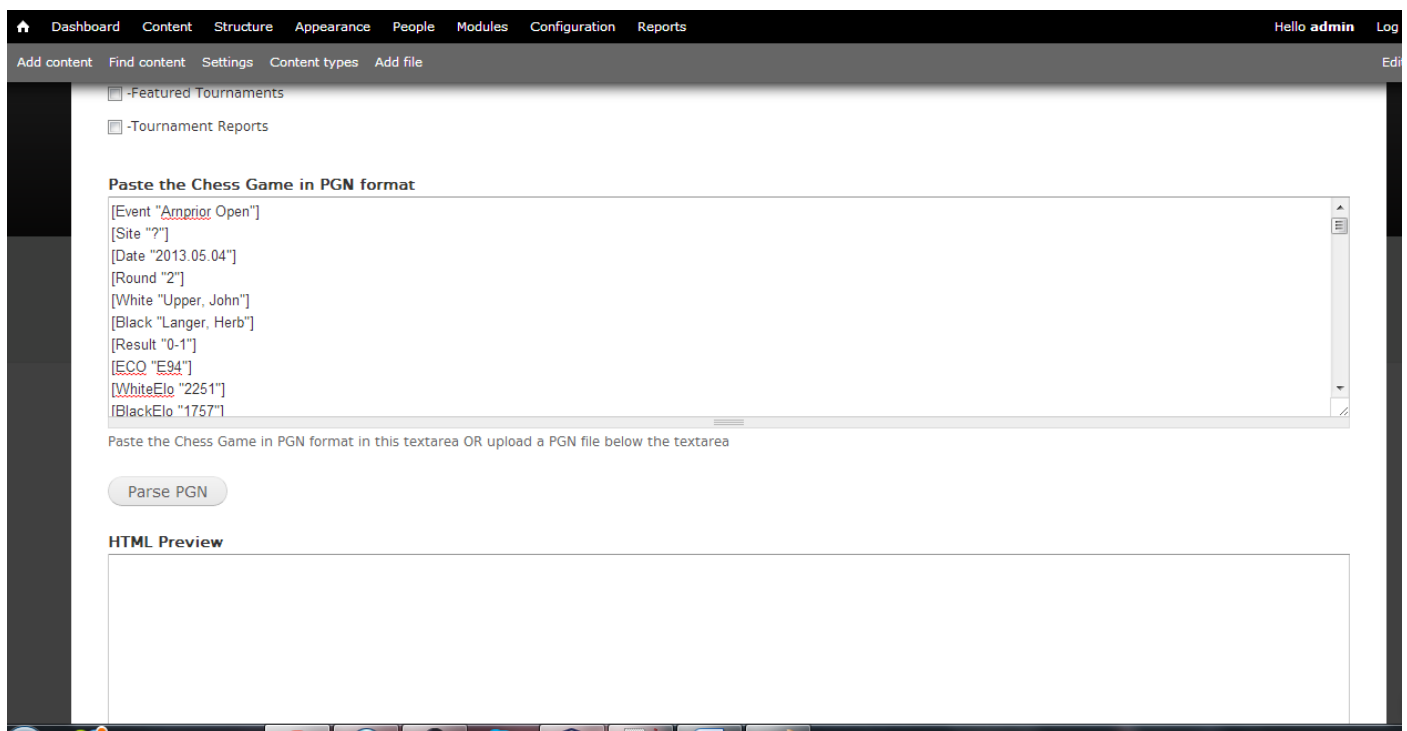 Dashboard Content Structure Appearance People Modules Configuration Reports Hello admin Log
Add content Find content Settings Content types Add file Edi
-Featured Tournaments
-Tournament Reports
Paste the Chess Game in PGN format
[Event "Arnprior Open"]
[Site "?"]
[Date "2013.05.04"]
[Round "2"]
[White "Upper, John"]
[Black "Langer, Herb"]
[Result "0-1"]
[ECO "E94"]
[WhiteElo "2251"]
[BlackElo "1757"]
Paste the Chess Game in PGN format in this textarea OR upload a PGN file below the textarea
Parse PGN
HTML Preview